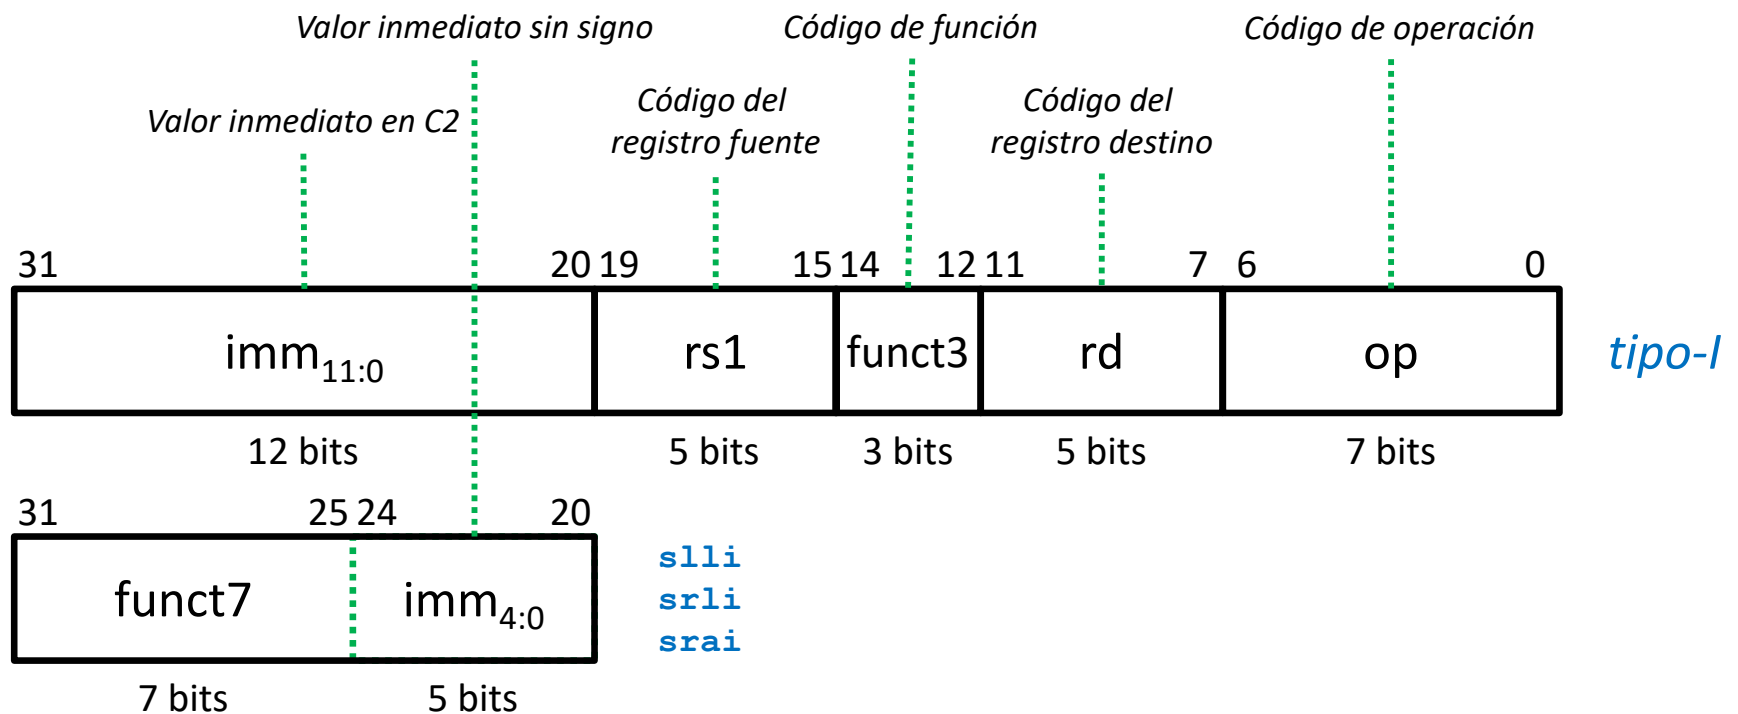 Valor inmediato sin signo Código de función Código de operación
Valor inmediato en C2
Código del
registro fuente
Código del
registro destino
31 20 19 15 14 12 11 7 6 0
imm11:0 rs1 funct3 rd op tipo-I
12 bits 5 bits 3 bits 5 bits 7 bits
31 25 24 20
funct7 imm4:0
slli
srli
srai
7 bits 5 bits